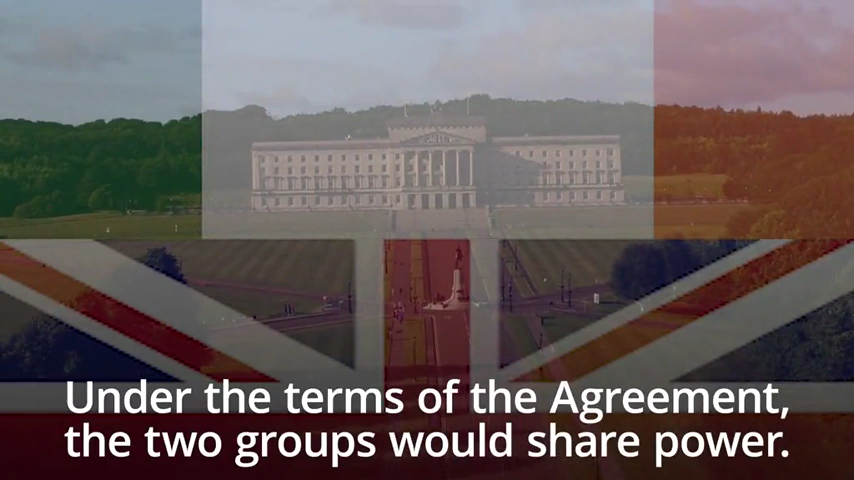 Under the terms of the Agreement,
the two groups would share power.